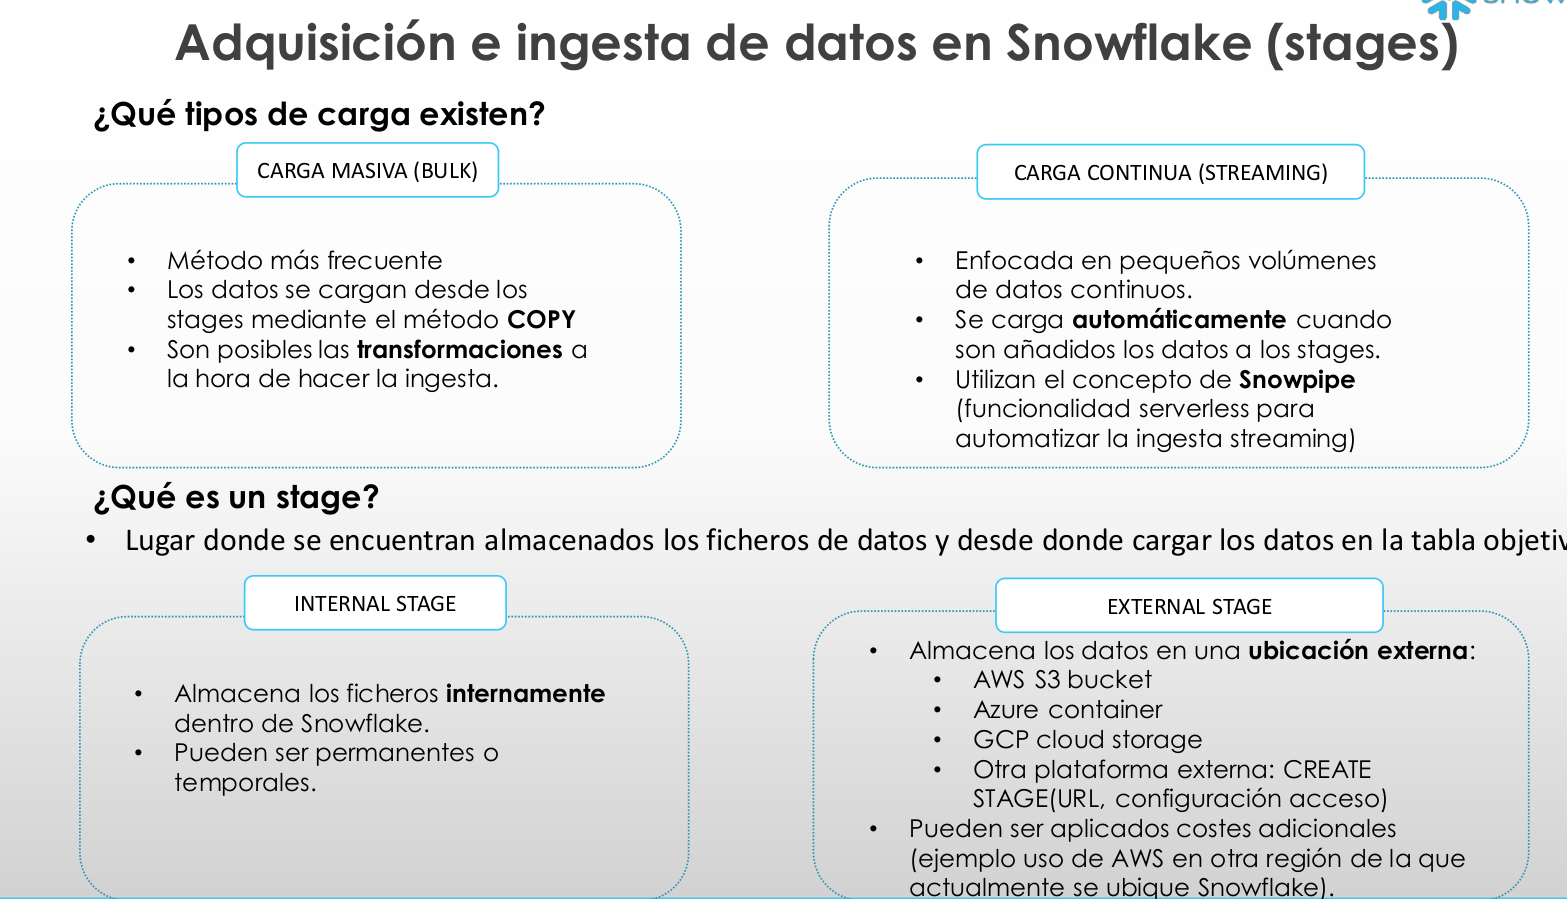 Adquisición e ingesta de datos en Snowflake (stages)
¿Qué tipos de carga existen?
CARGA MASIVA (BULK)
• Método más frecuente
• Los datos se cargan desde los
stages mediante el método COPY
• Son posibles las transformaciones a
la hora de hacer la ingesta.
CARGA CONTINUA (STREAMING)
• Enfocada en pequeños volúmenes
de datos continuos.
• Se carga automáticamente cuando
son añadidos los datos a los stages.
• Utilizan el concepto de Snowpipe
(funcionalidad serverless para
automatizar la ingesta streaming)
¿Qué es un stage?
• Lugar donde se encuentran almacenados los ficheros de datos y desde donde cargar los datos en la tabla objetiv
INTERNAL STAGE
• Almacena los ficheros internamente
dentro de Snowflake.
• Pueden ser permanentes o
temporales.
EXTERNAL STAGE
• Almacena los datos en una ubicación externa:
• AWS S3 bucket
• Azure container
• GCP cloud storage
• Otra plataforma externa: CREATE
STAGE(URL, configuración acceso)
• Pueden ser aplicados costes adicionales
(ejemplo uso de AWS en otra región de la que
actualmente se ubique Snowflake).